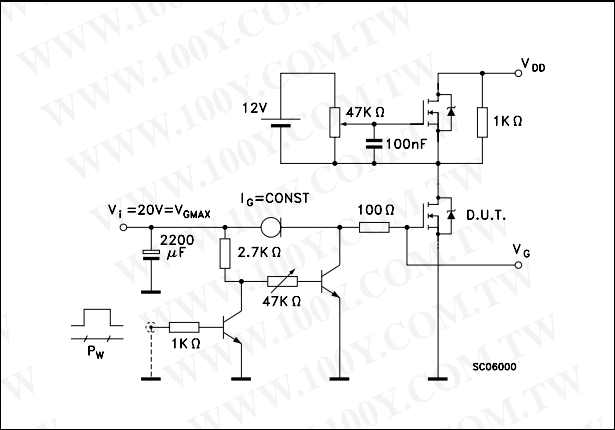 WWW.100Y.COM.TW
V DD
12V
47K Ω
1K Ω
100nF
I G =CONST
V i =20V=V GMAX
100 Ω
D.U.T.
2200
μF
2.7K Ω
V G
47K Ω
1K Ω
P W
SC06000